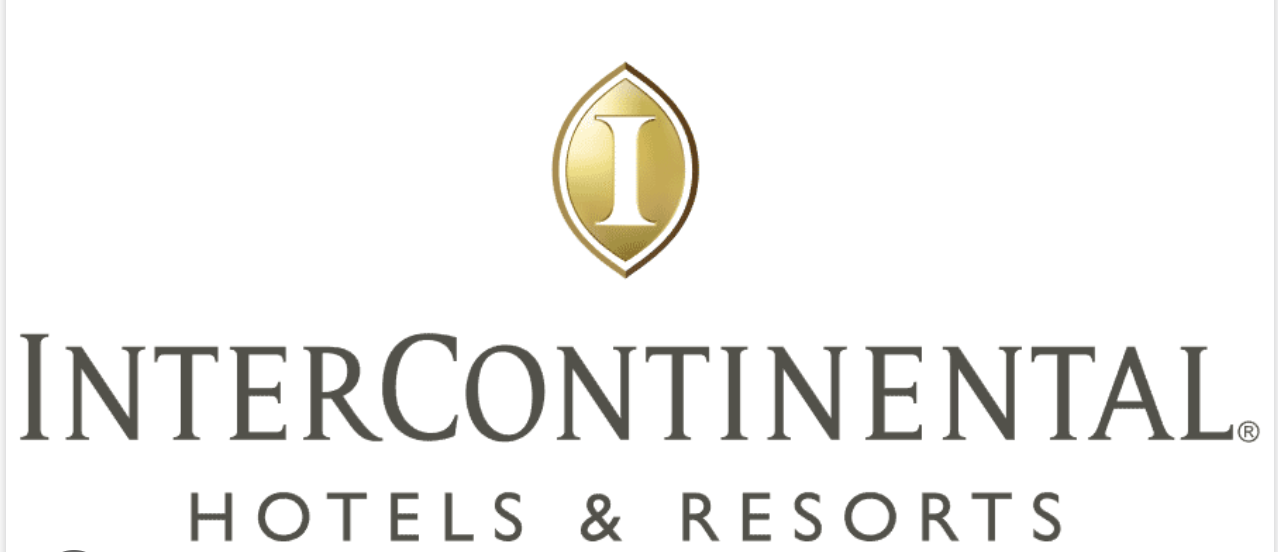 I
INTERCONTINENTAL®
HOTELS & RESORTS